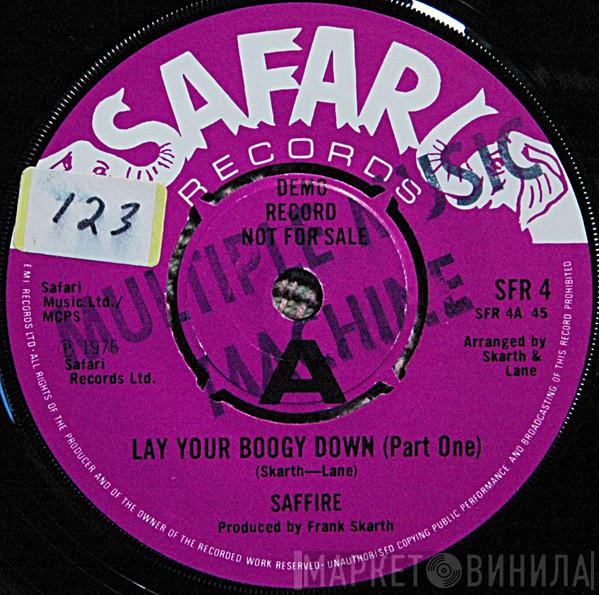 SAFARI
RECORDS
DEMO
RECORD
NOT FOR SALE
123
MULTIPLE MUSIC
MACHINE
Safari
Music Ltd./
MCPS
P 1976
Safari
Records Ltd.
SFR 4
SFR 4A 45
Arranged by
Skarth &
Lane
A
LAY YOUR BOOGY DOWN (Part One)
(Skarth—Lane)
SAFFIRE
Produced by Frank Skarth
EMI RECORDS LTD · ALL RIGHTS OF THE PRODUCER AND OF THE OWNER OF THE RECORDED WORK RESERVED · UNAUTHORISED COPYING PUBLIC PERFORMANCE AND BROADCASTING OF THIS RECORD PROHIBITED
МАРКЕТ ВИНИЛА